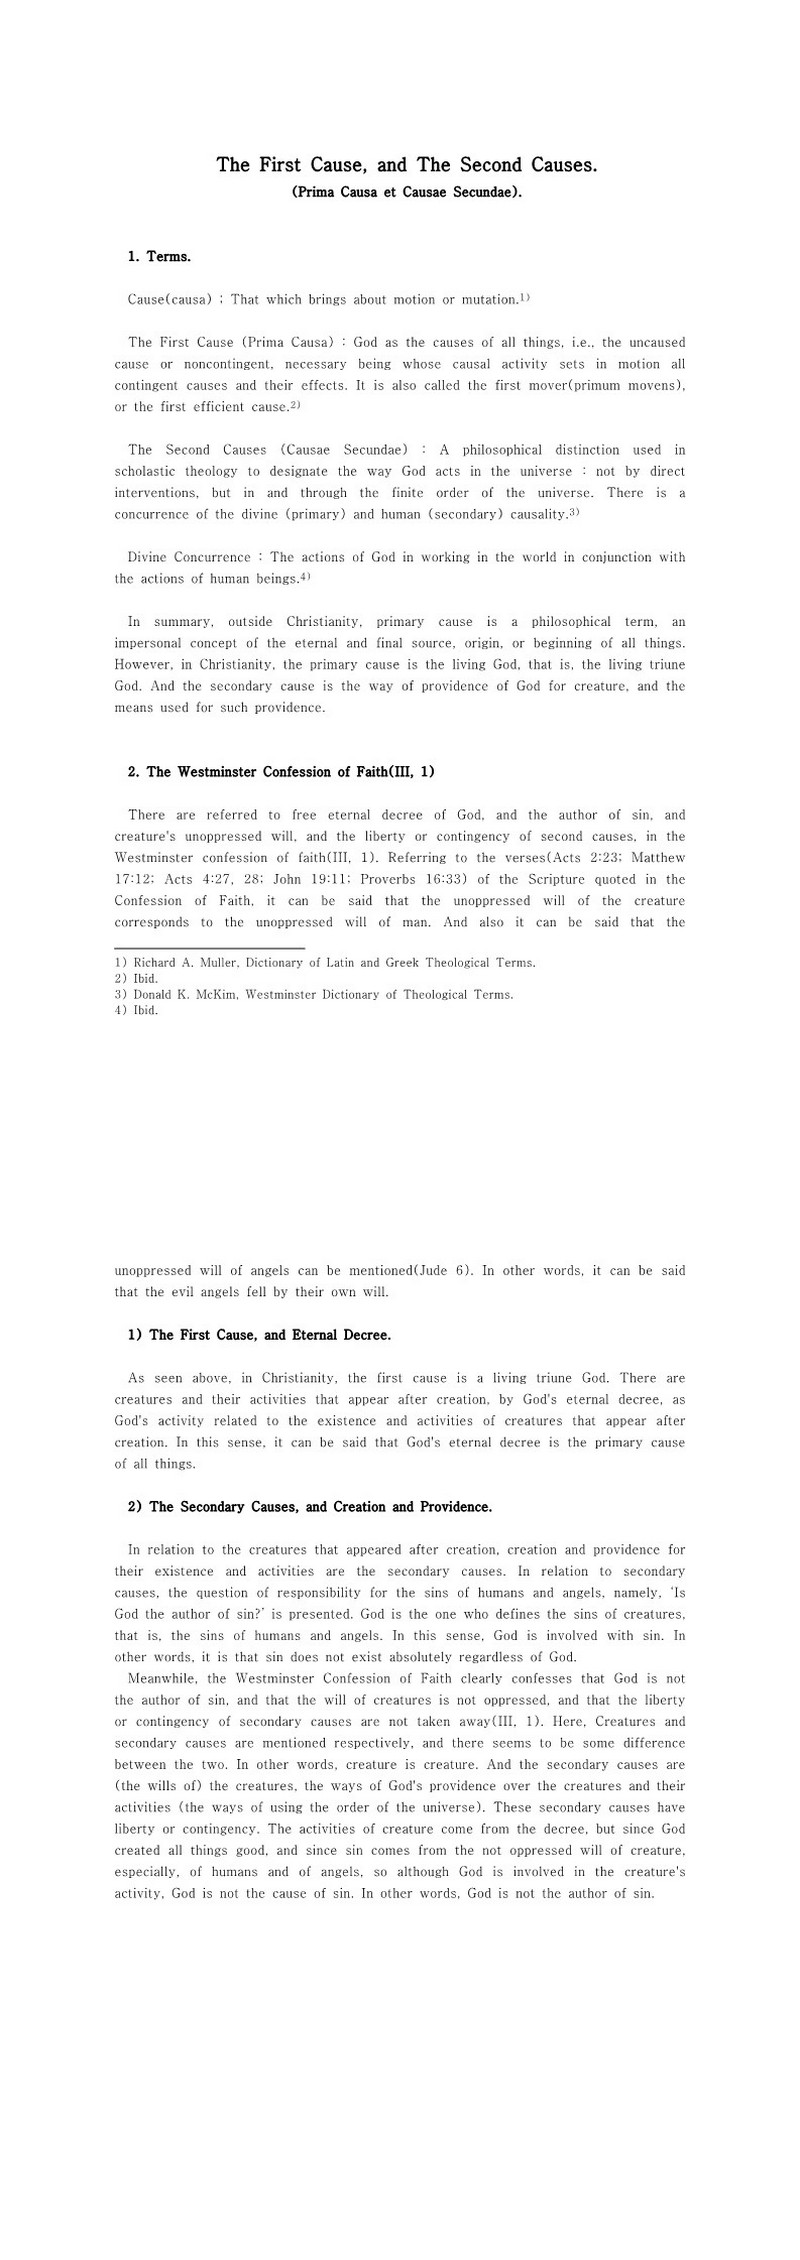 The First Cause, and The Second Causes.
(Prima Causa et Causae Secundae).
1. Terms.
Cause(causa) : That which brings about motion or mutation.1)
The First Cause (Prima Causa) : God as the causes of all things, i.e., the uncaused
cause or noncontingent, necessary being whose causal activity sets in motion all
contingent causes and their effects. It is also called the first mover(primum movens),
or the first efficient cause.2)
The Second Causes (Causae Secundae) : A philosophical distinction used in
scholastic theology to designate the way God acts in the universe : not by direct
interventions, but in and through the finite order of the universe. There is a
concurrence of the divine (primary) and human (secondary) causality.3)
Divine Concurrence : The actions of God in working in the world in conjunction with
the actions of human beings.4)
In summary, outside Christianity, primary cause is a philosophical term, an
impersonal concept of the eternal and final source, origin, or beginning of all things.
However, in Christianity, the primary cause is the living God, that is, the living triune
God. And the secondary cause is the way of providence of God for creature, and the
means used for such providence.
2. The Westminster Confession of Faith(III, 1)
There are referred to free eternal decree of God, and the author of sin, and
creature's unoppressed will, and the liberty or contingency of second causes, in the
Westminster confession of faith(III, 1). Referring to the verses(Acts 2:23; Matthew
17:12; Acts 4:27, 28; John 19:11; Proverbs 16:33) of the Scripture quoted in the
Confession of Faith, it can be said that the unoppressed will of the creature
corresponds to the unoppressed will of man. And also it can be said that the
1) Richard A. Muller, Dictionary of Latin and Greek Theological Terms.
2) Ibid.
3) Donald K. McKim, Westminster Dictionary of Theological Terms.
4) Ibid.
unoppressed will of angels can be mentioned(Jude 6). In other words, it can be said
that the evil angels fell by their own will.
1) The First Cause, and Eternal Decree.
As seen above, in Christianity, the first cause is a living triune God. There are
creatures and their activities that appear after creation, by God's eternal decree, as
God's activity related to the existence and activities of creatures that appear after
creation. In this sense, it can be said that God's eternal decree is the primary cause
of all things.
2) The Secondary Causes, and Creation and Providence.
In relation to the creatures that appeared after creation, creation and providence for
their existence and activities are the secondary causes. In relation to secondary
causes, the question of responsibility for the sins of humans and angels, namely, 'Is
God the author of sin?' is presented. God is the one who defines the sins of creatures,
that is, the sins of humans and angels. In this sense, God is involved with sin. In
other words, it is that sin does not exist absolutely regardless of God.
Meanwhile, the Westminster Confession of Faith clearly confesses that God is not
the author of sin, and that the will of creatures is not oppressed, and that the liberty
or contingency of secondary causes are not taken away(III, 1). Here, Creatures and
secondary causes are mentioned respectively, and there seems to be some difference
between the two. In other words, creature is creature. And the secondary causes are
(the wills of) the creatures, the ways of God's providence over the creatures and their
activities (the ways of using the order of the universe). These secondary causes have
liberty or contingency. The activities of creature come from the decree, but since God
created all things good, and since sin comes from the not oppressed will of creature,
especially, of humans and of angels, so although God is involved in the creature's
activity, God is not the cause of sin. In other words, God is not the author of sin.